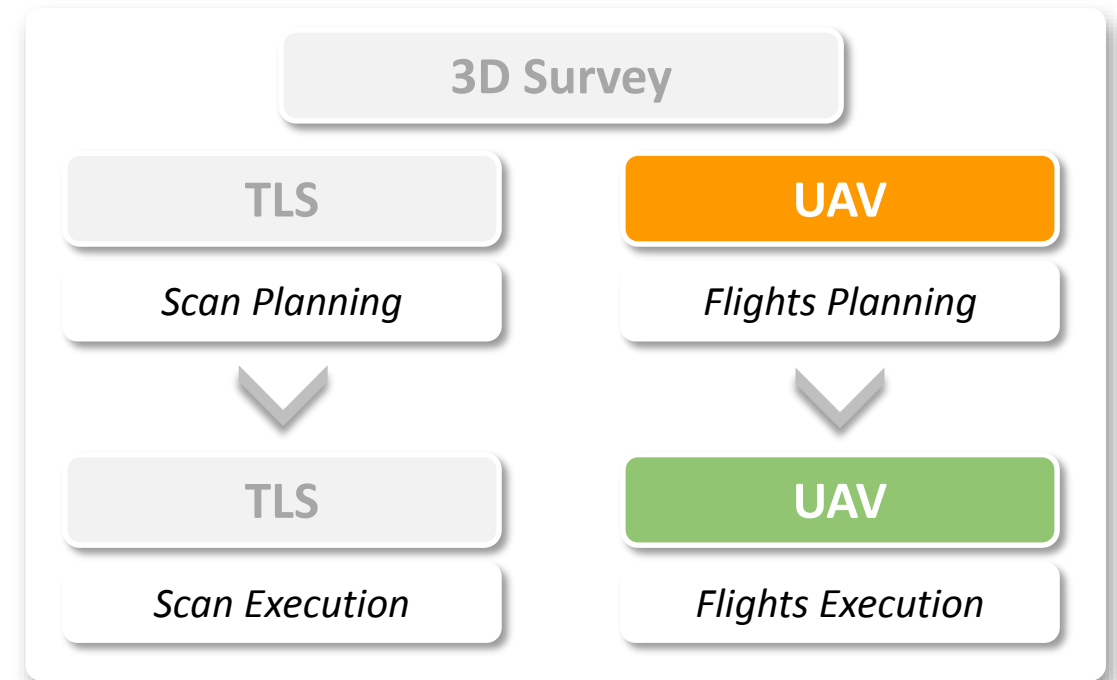 3D Survey
TLS
UAV
Scan Planning
Flights Planning
TLS
UAV
Scan Execution
Flights Execution